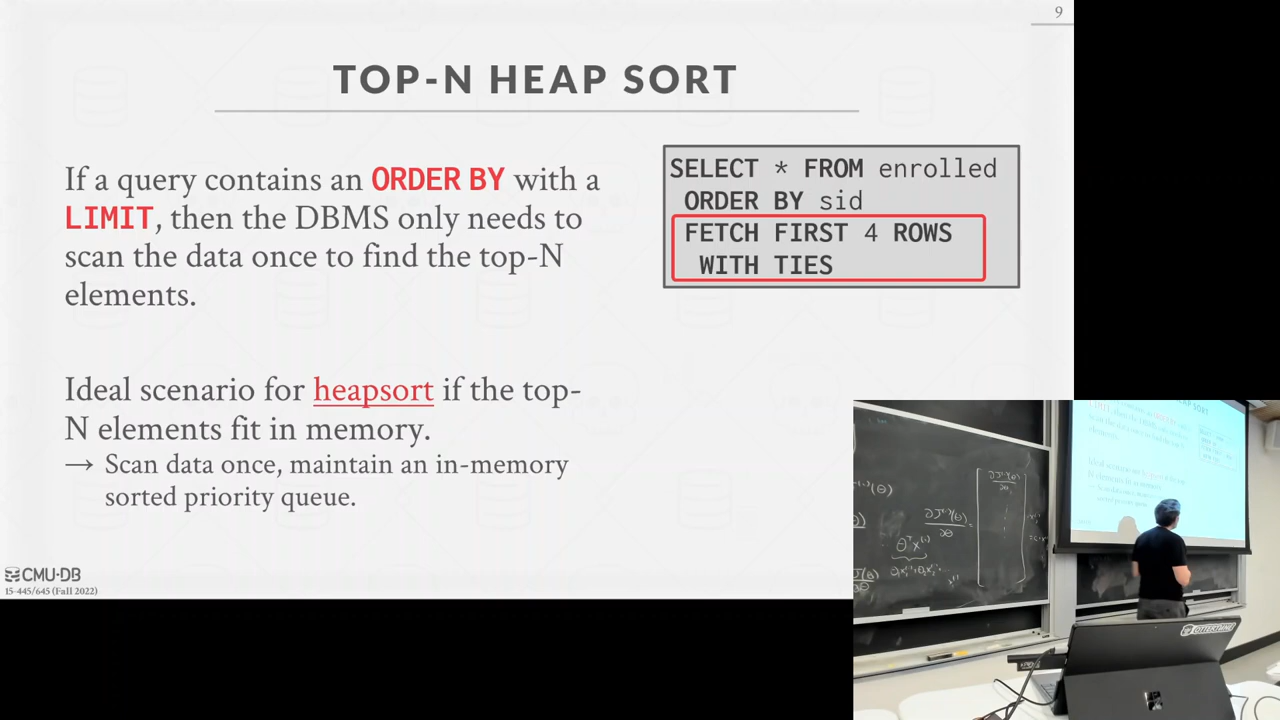 9
TOP-N HEAP SORT
If a query contains an ORDER BY with a
LIMIT, then the DBMS only needs to
scan the data once to find the top-N
elements.
Ideal scenario for heapsort if the top-
N elements fit in memory.
→ Scan data once, maintain an in-memory
sorted priority queue.
SELECT * FROM enrolled
ORDER BY sid
FETCH FIRST 4 ROWS
WITH TIES
CMU·DB
15-445/645 (Fall 2022)
OTTERTUNE